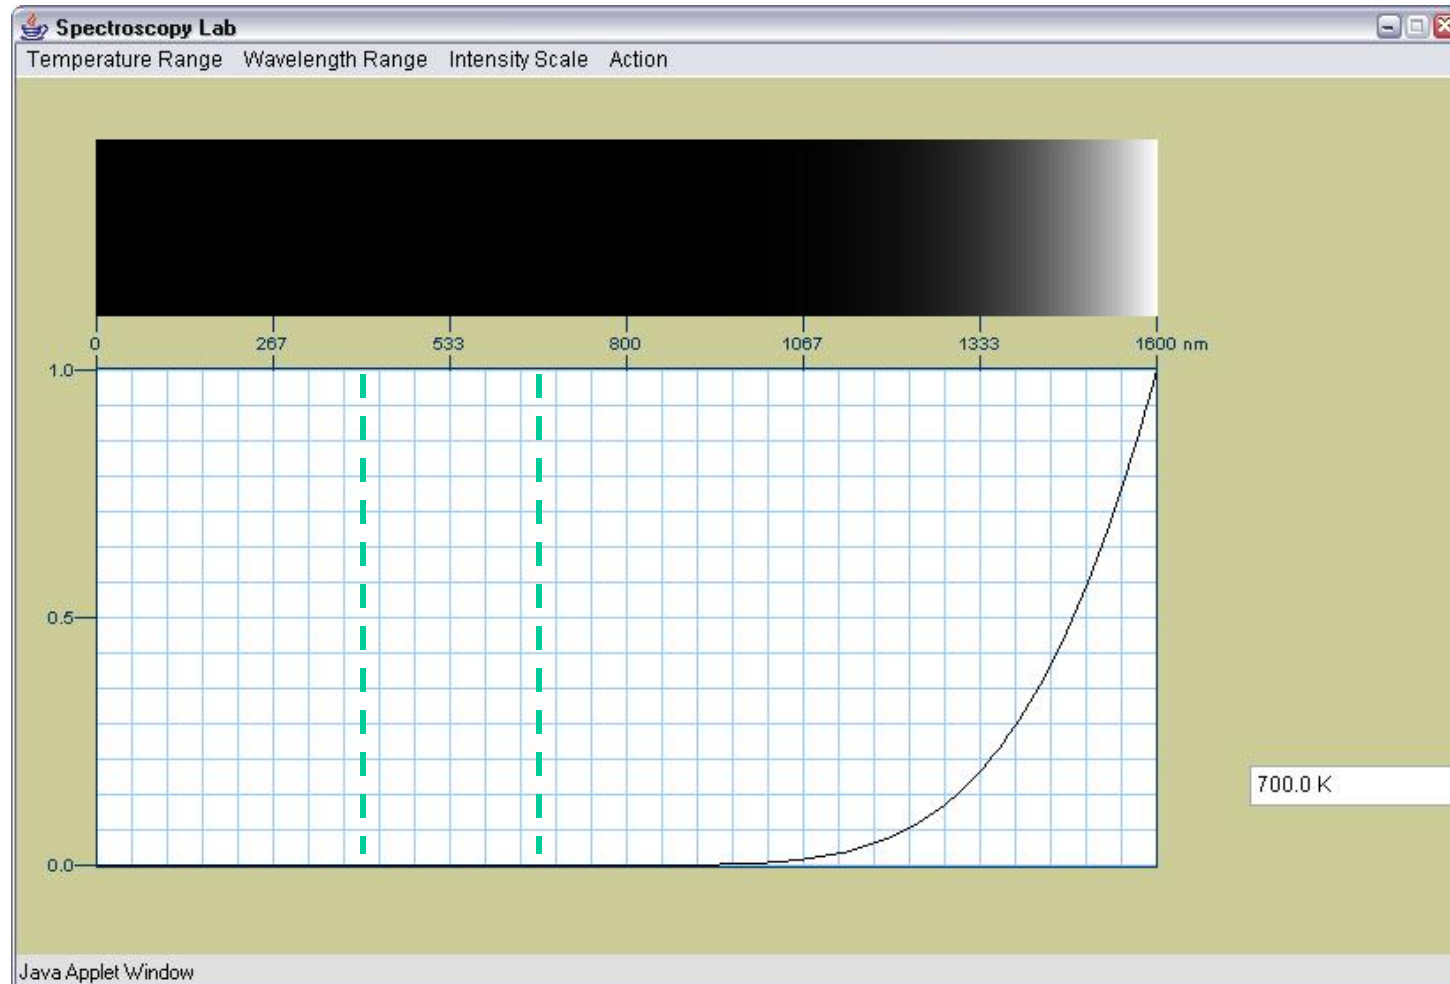 Spectroscopy Lab
Temperature Range Wavelength Range Intensity Scale Action
0 267 533 800 1067 1333 1600 nm
1.0
0.5
700.0 K
0.0
Java Applet Window